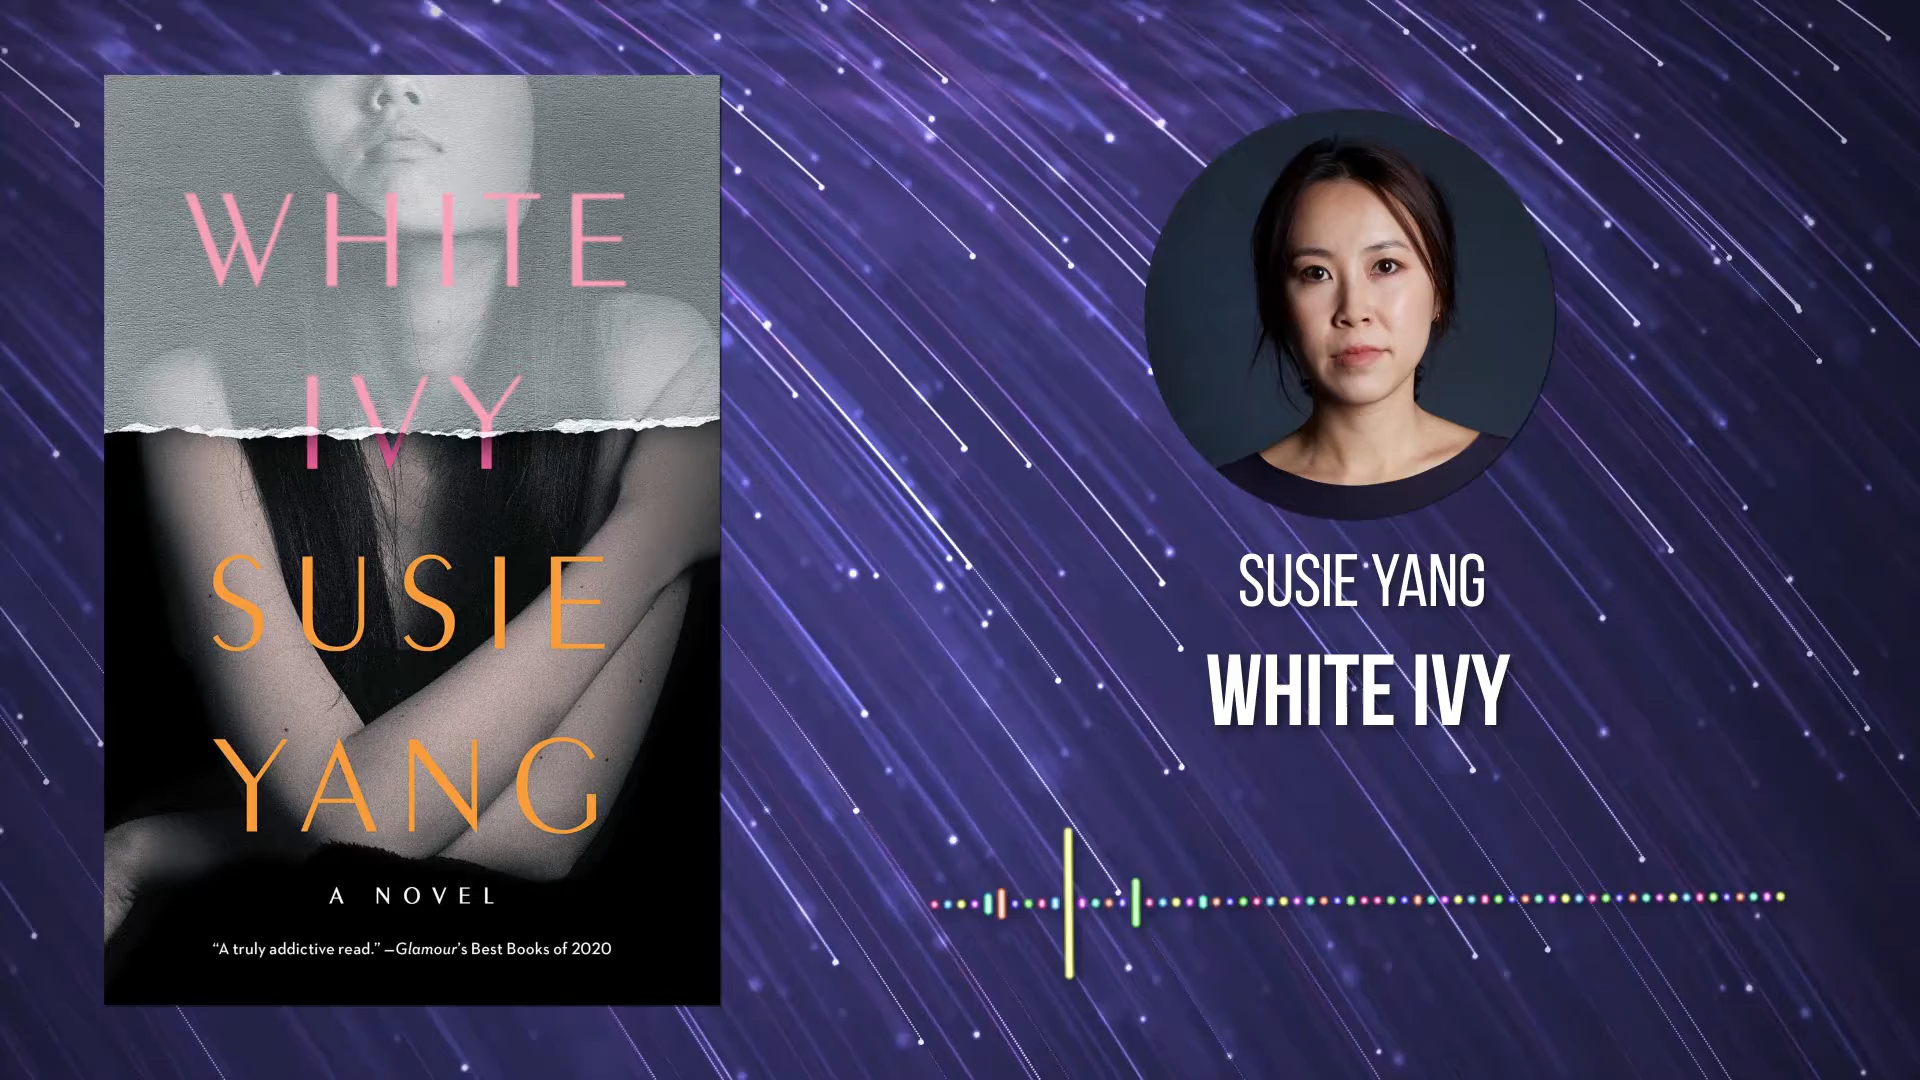 WHITE
IVY
SUSIE
YANG
A NOVEL
“A truly addictive read.” —Glamour’s Best Books of 2020
SUSIE YANG
WHITE IVY